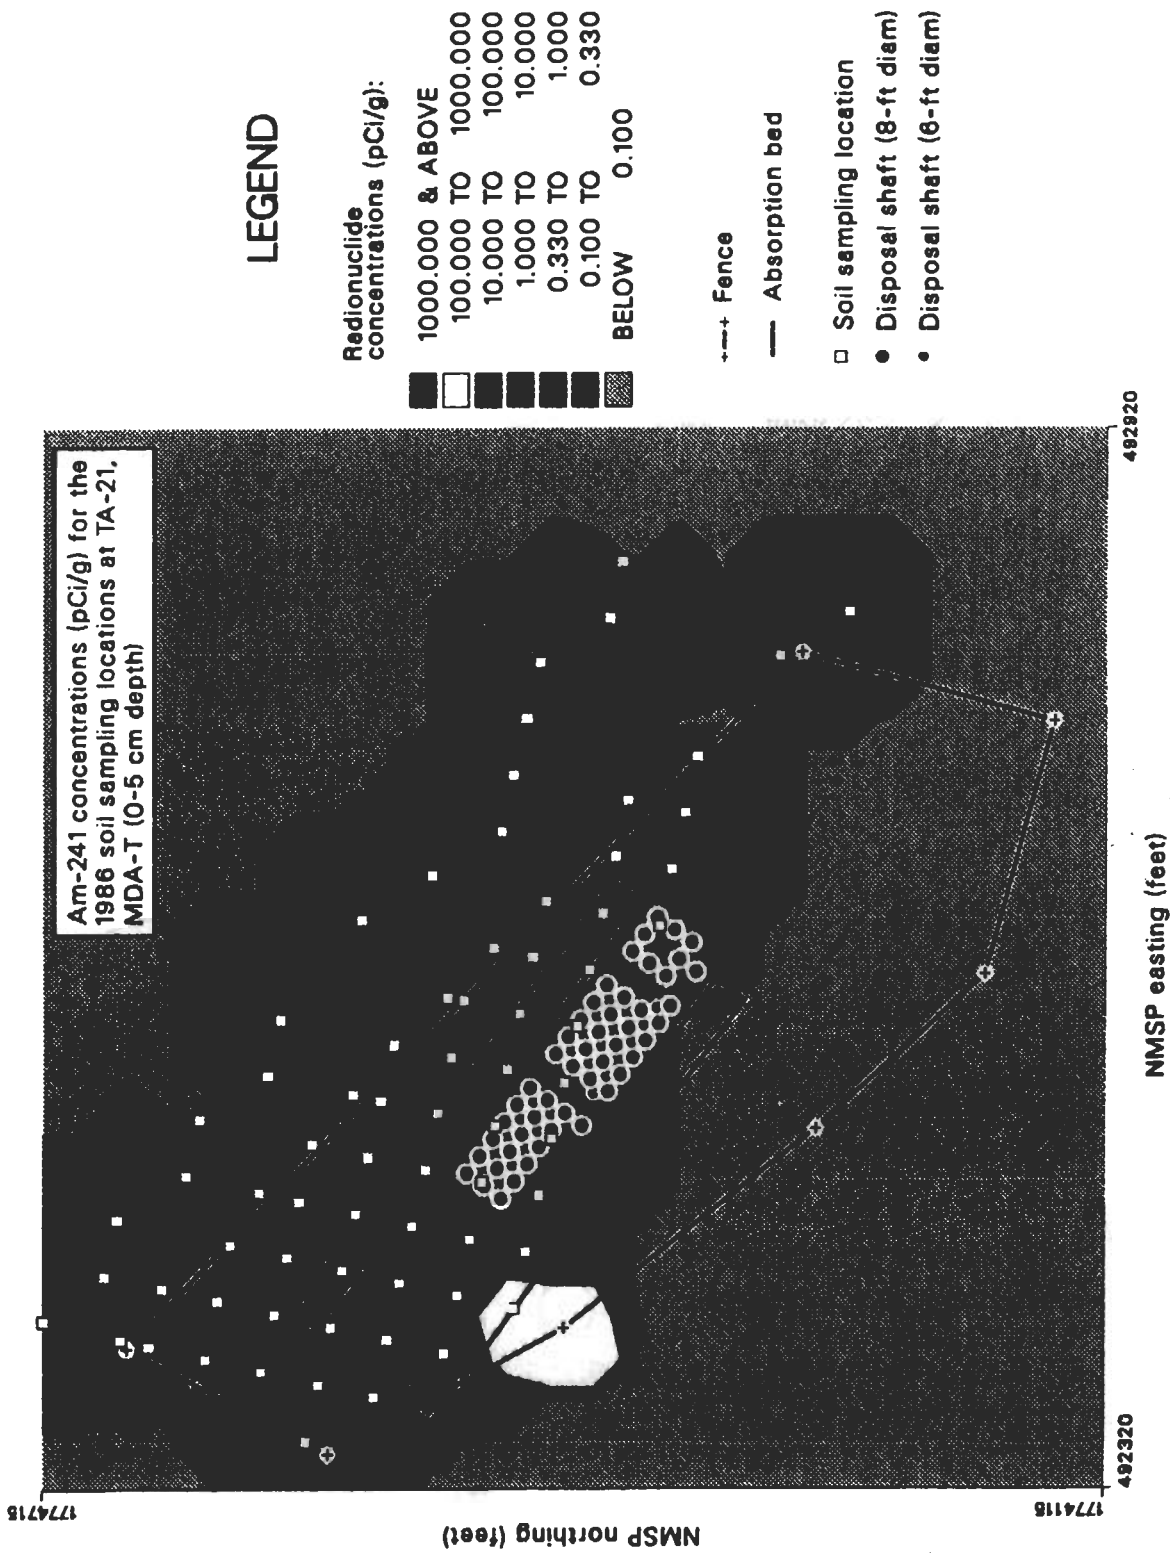 Am-241 concentrations (pCi/g) for the
1986 soil sampling locations at TA-21,
MDA-T (0-5 cm depth)
LEGEND
Radionuclide
concentrations (pCi/g):
1000.000 & ABOVE
100.000 TO 1000.000
10.000 TO 100.000
1.000 TO 10.000
0.330 TO 1.000
0.100 TO 0.330
BELOW 0.100
Fence
Absorption bed
Soil sampling location
Disposal shaft (8-ft diam)
Disposal shaft (6-ft diam)
1774715
NMSP northing (feet)
1774115
492320
NMSP easting (feet)
492920